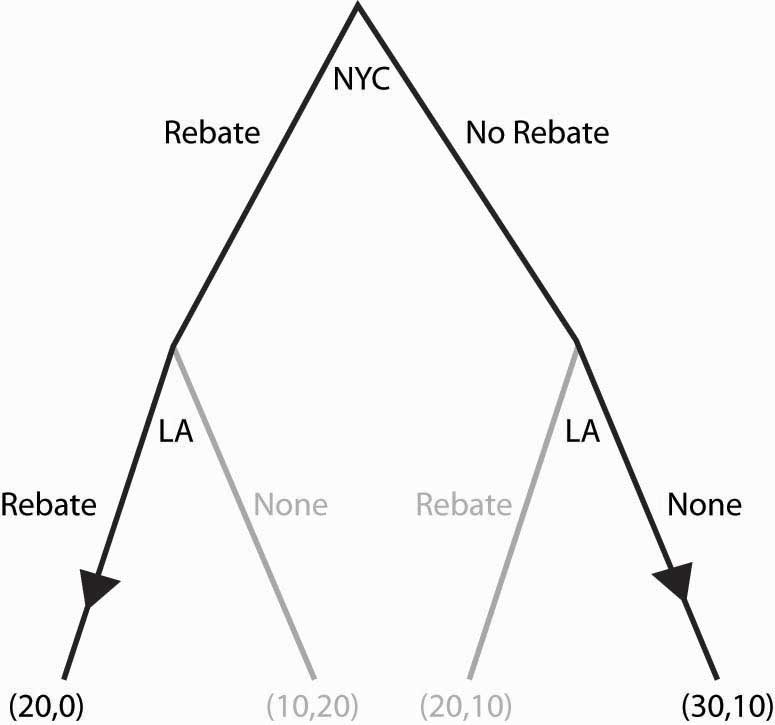 NYC
Rebate
No Rebate
LA
LA
Rebate
None
Rebate
None
(20,0)
(10,20)
(20,10)
(30,10)